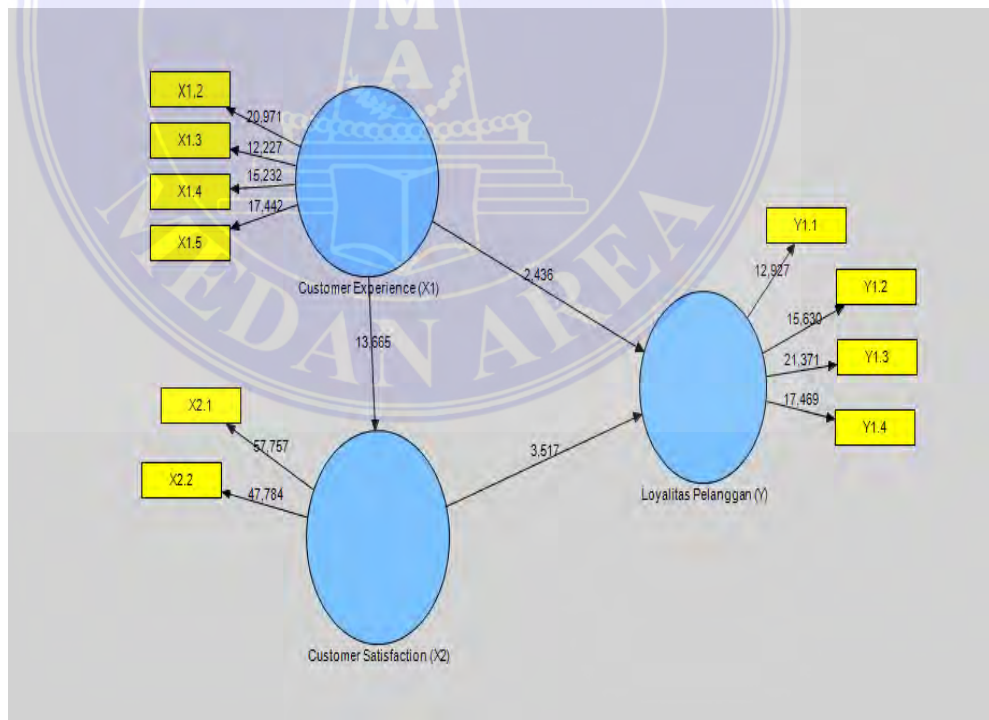 M
A
MEDAN AREA
X1.2
20,971
X1.3
12,227
X1.4
15,232
X1.5
17,442
Customer Experience (X1)
2,436
13,665
Y1.1
12,927
Y1.2
15,630
Y1.3
21,371
Y1.4
17,469
Loyalitas Pelanggan (Y)
X2.1
57,757
X2.2
47,784
3,517
Customer Satisfaction (X2)